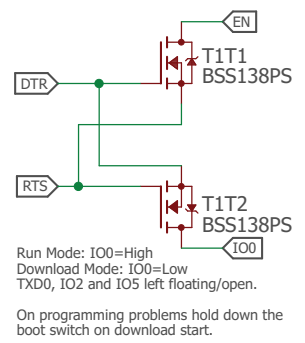 EN
T1T1
BSS138PS
DTR
RTS
T1T2
BSS138PS
IO0
Run Mode: IO0=High
Download Mode: IO0=Low
TXD0, IO2 and IO5 left floating/open.
On programming problems hold down the
boot switch on download start.